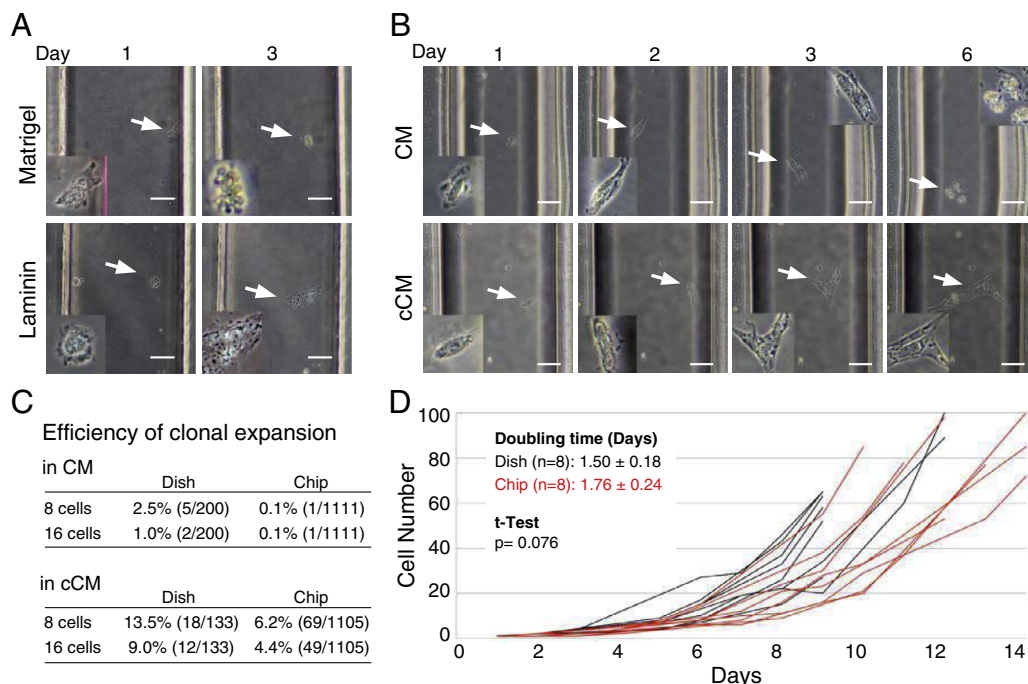 A
Day 1 3
Matrigel
Laminin
B
1 2 3 6
CM
cCM
C
Efficiency of clonal expansion
in CM
Dish Chip
8 cells 2.5% (5/200) 0.1% (1/1111)
16 cells 1.0% (2/200) 0.1% (1/1111)
in cCM
Dish Chip
8 cells 13.5% (18/133) 6.2% (69/1105)
16 cells 9.0% (12/133) 4.4% (49/1105)
D
Doubling time (Days)
Dish (n=8): 1.50 ± 0.18
Chip (n=8): 1.76 ± 0.24
t-Test
p= 0.076
Cell Number
100
80
60
40
20
0
0 2 4 6 8 10 12 14
Days